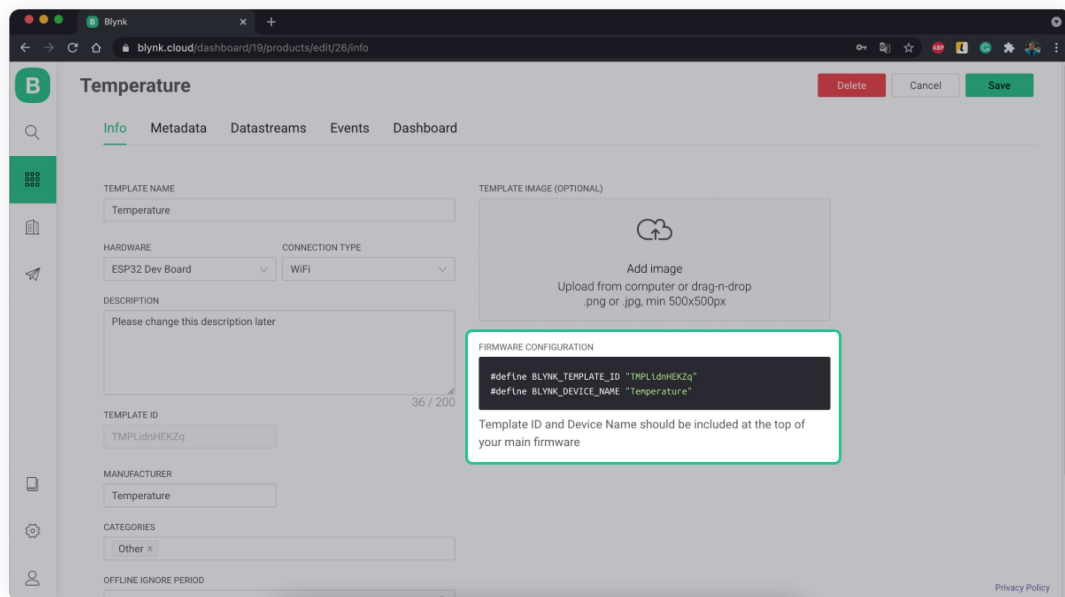 Blynk
blynk.cloud/dashboard/19/products/edit/26/info
ABP
B
Temperature
Delete
Cancel
Save
Info
Metadata
Datastreams
Events
Dashboard
TEMPLATE NAME
Temperature
HARDWARE
CONNECTION TYPE
ESP32 Dev Board
WiFi
DESCRIPTION
Please change this description later
36 / 200
TEMPLATE ID
TMPLidnHEKZq
MANUFACTURER
Temperature
CATEGORIES
Other ×
OFFLINE IGNORE PERIOD
TEMPLATE IMAGE (OPTIONAL)
Add image
Upload from computer or drag-n-drop
.png or .jpg, min 500x500px
FIRMWARE CONFIGURATION
#define BLYNK_TEMPLATE_ID "TMPLidnHEKZq"
#define BLYNK_DEVICE_NAME "Temperature"
Template ID and Device Name should be included at the top of
your main firmware
Privacy Policy